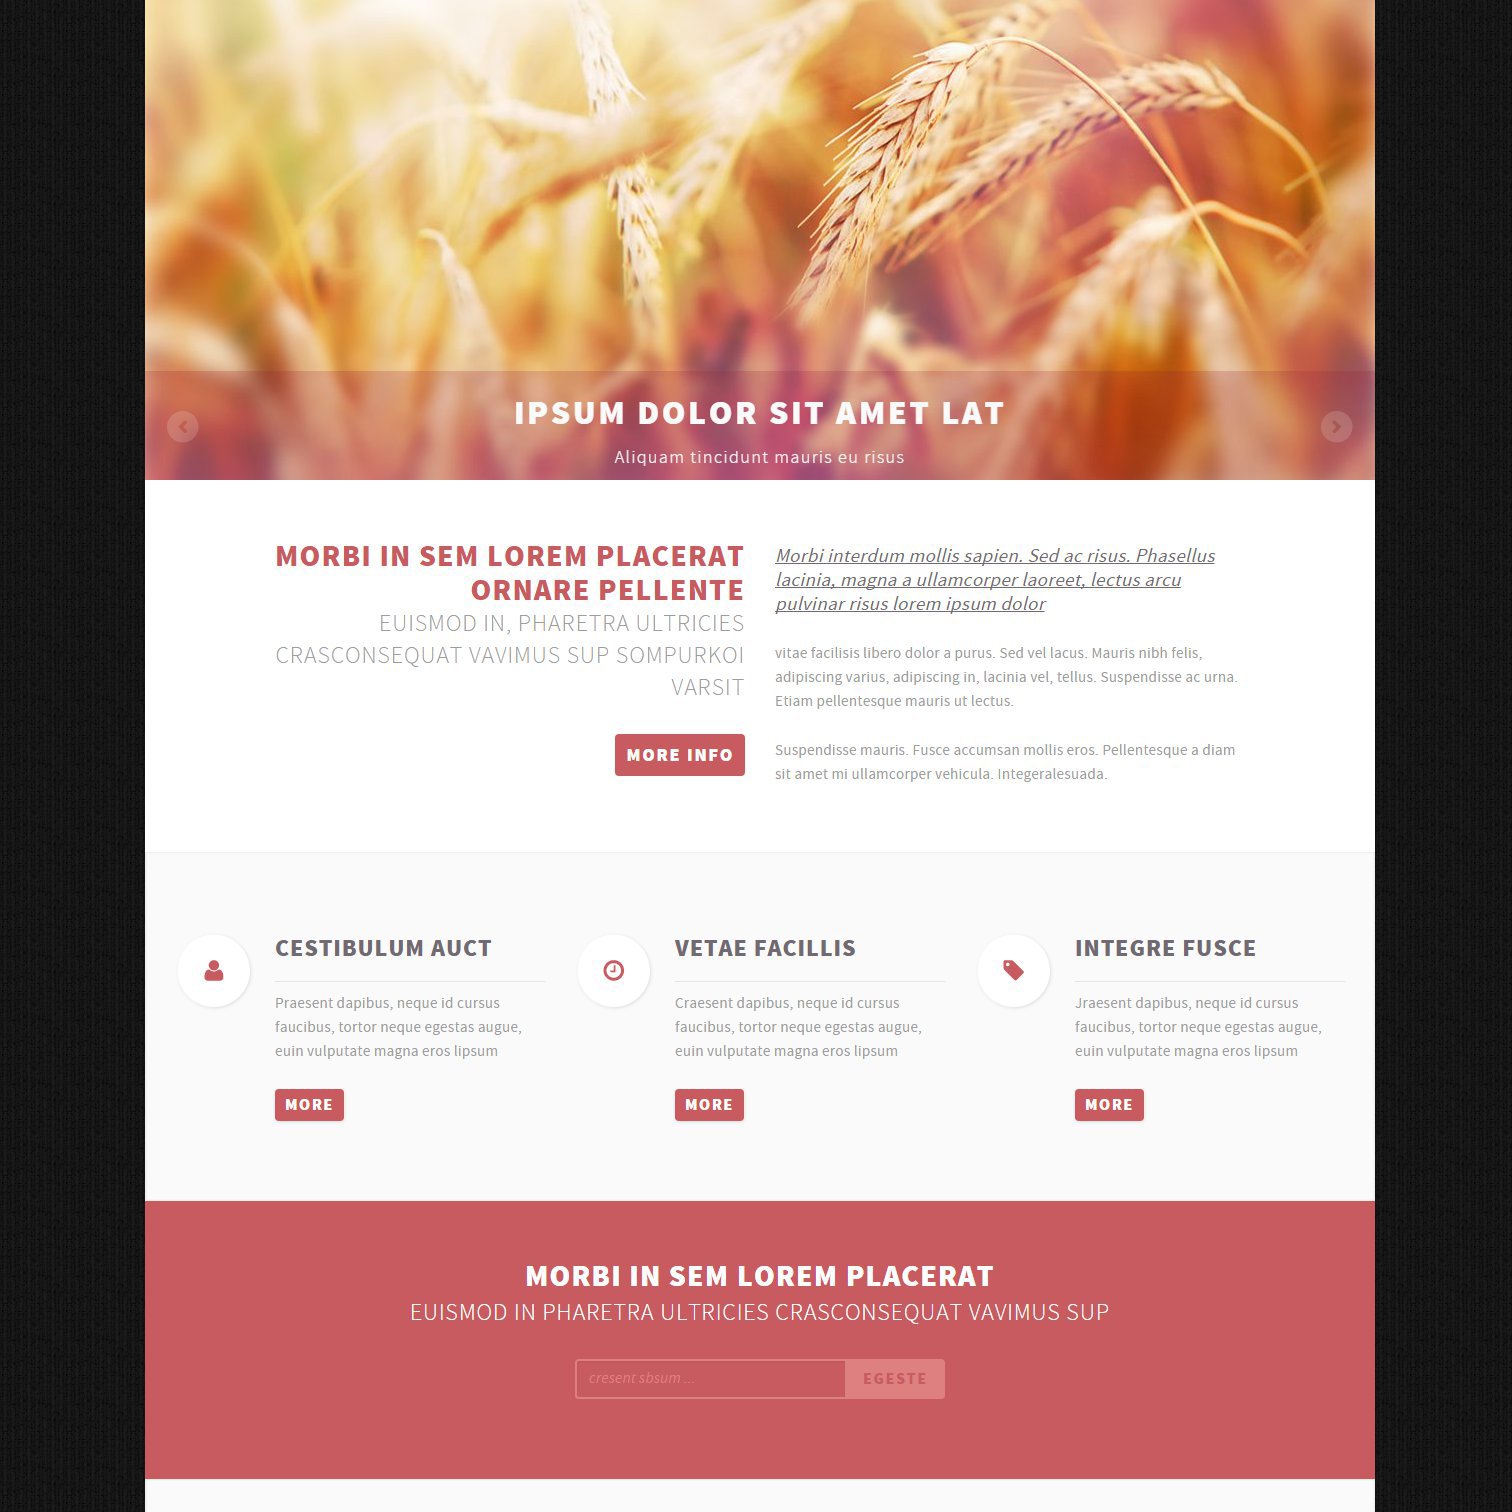 IPSUM DOLOR SIT AMET LAT
Aliquam tincidunt mauris eu risus
MORBI IN SEM LOREM PLACERAT
ORNARE PELLENTE
EUISMOD IN, PHARETRA ULTRICIES
CRASCONSEQUAT VAVIMUS SUP SOMPURKOI
VARSIT
MORE INFO
Morbi interdum mollis sapien. Sed ac risus. Phasellus
lacinia, magna a ullamcorper laoreet, lectus arcu
pulvinar risus lorem ipsum dolor
vitae facilisis libero dolor a purus. Sed vel lacus. Mauris nibh felis,
adipiscing varius, adipiscing in, lacinia vel, tellus. Suspendisse ac urna.
Etiam pellentesque mauris ut lectus.
Suspendisse mauris. Fusce accumsan mollis eros. Pellentesque a diam
sit amet mi ullamcorper vehicula. Integeralesuada.
CESTIBULUM AUCT
Praesent dapibus, neque id cursus
faucibus, tortor neque egestas augue,
euin vulputate magna eros lipsum
MORE
VETAE FACILLIS
Craesent dapibus, neque id cursus
faucibus, tortor neque egestas augue,
euin vulputate magna eros lipsum
MORE
INTEGRE FUSCE
Jraesent dapibus, neque id cursus
faucibus, tortor neque egestas augue,
euin vulputate magna eros lipsum
MORE
MORBI IN SEM LOREM PLACERAT
EUISMOD IN PHARETRA ULTRICIES CRASCONSEQUAT VAVIMUS SUP
cresent sbsum ...
EGESTE